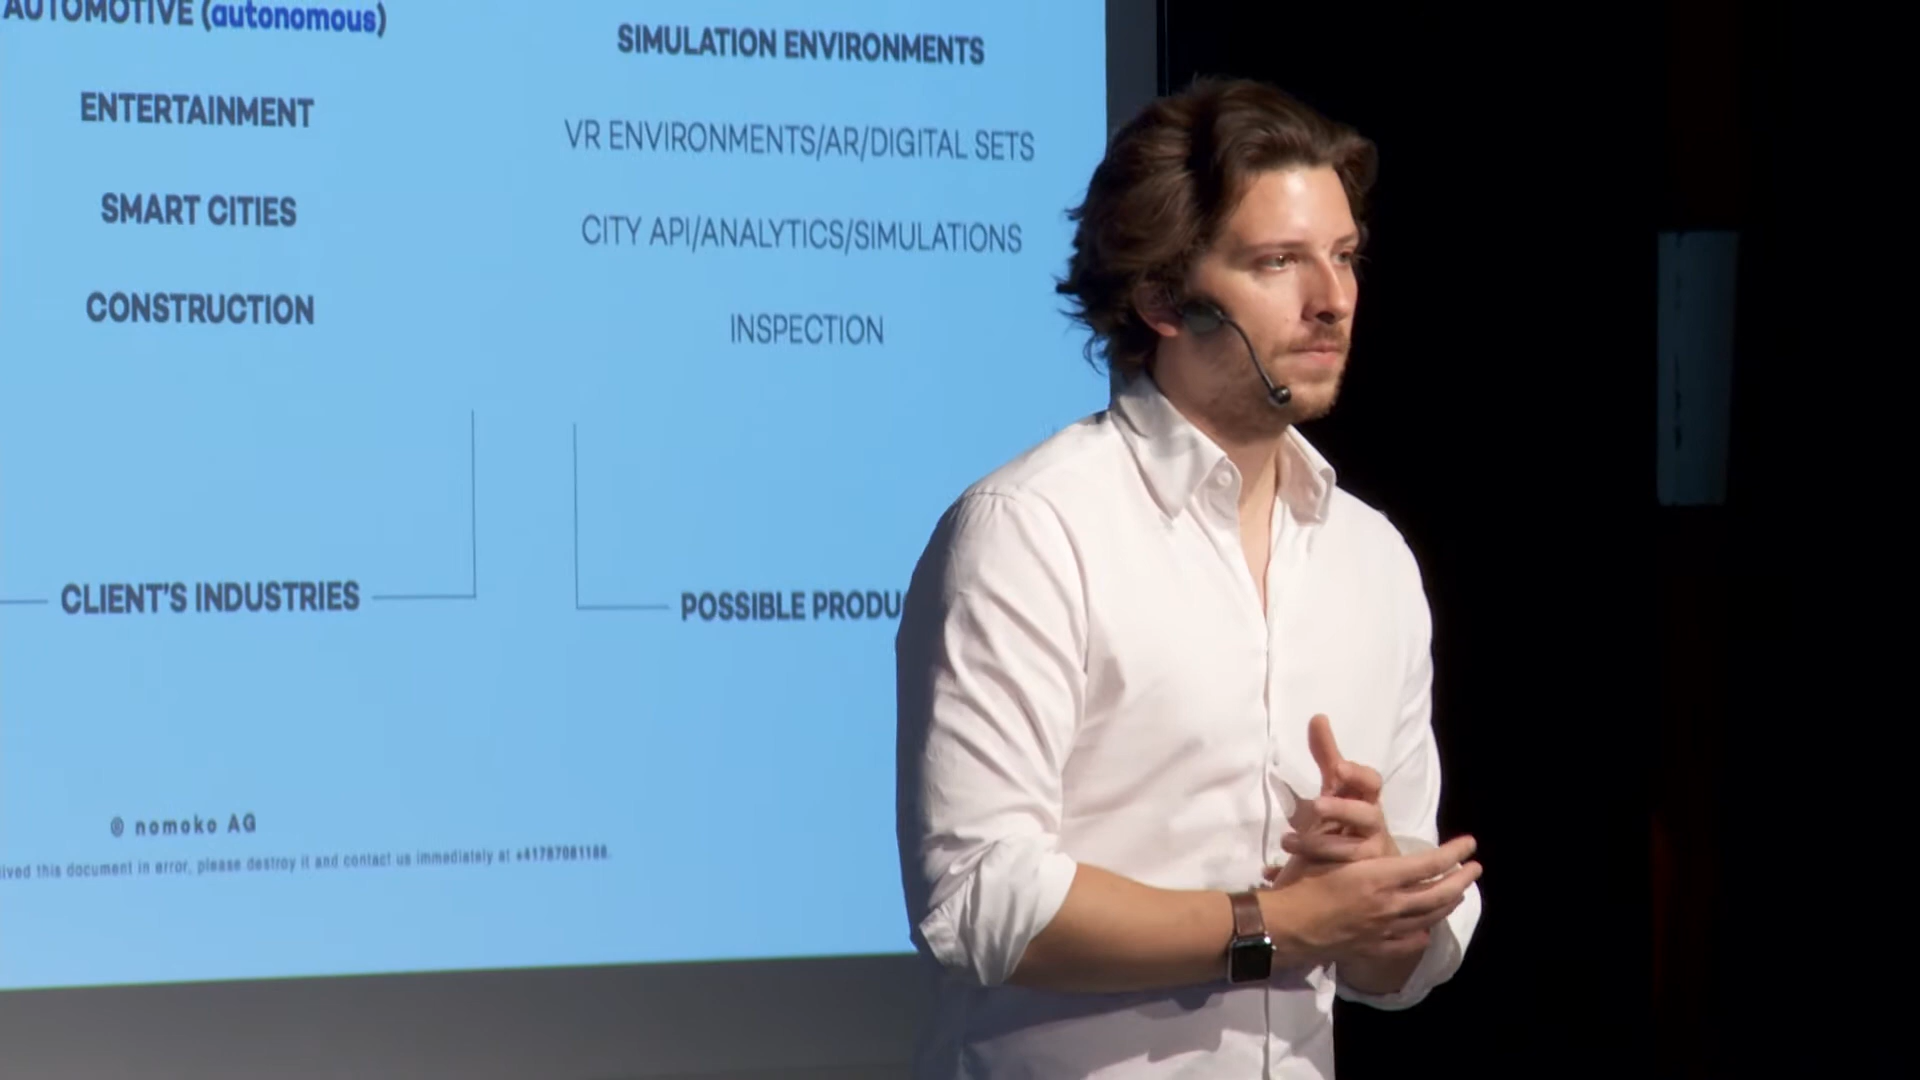 AUTOMOTIVE (autonomous)
ENTERTAINMENT
SMART CITIES
CONSTRUCTION
CLIENT'S INDUSTRIES
SIMULATION ENVIRONMENTS
VR ENVIRONMENTS/AR/DIGITAL SETS
CITY API/ANALYTICS/SIMULATIONS
INSPECTION
POSSIBLE PRODU
© nomoko AG
ived this document in error, please destroy it and contact us immediately at